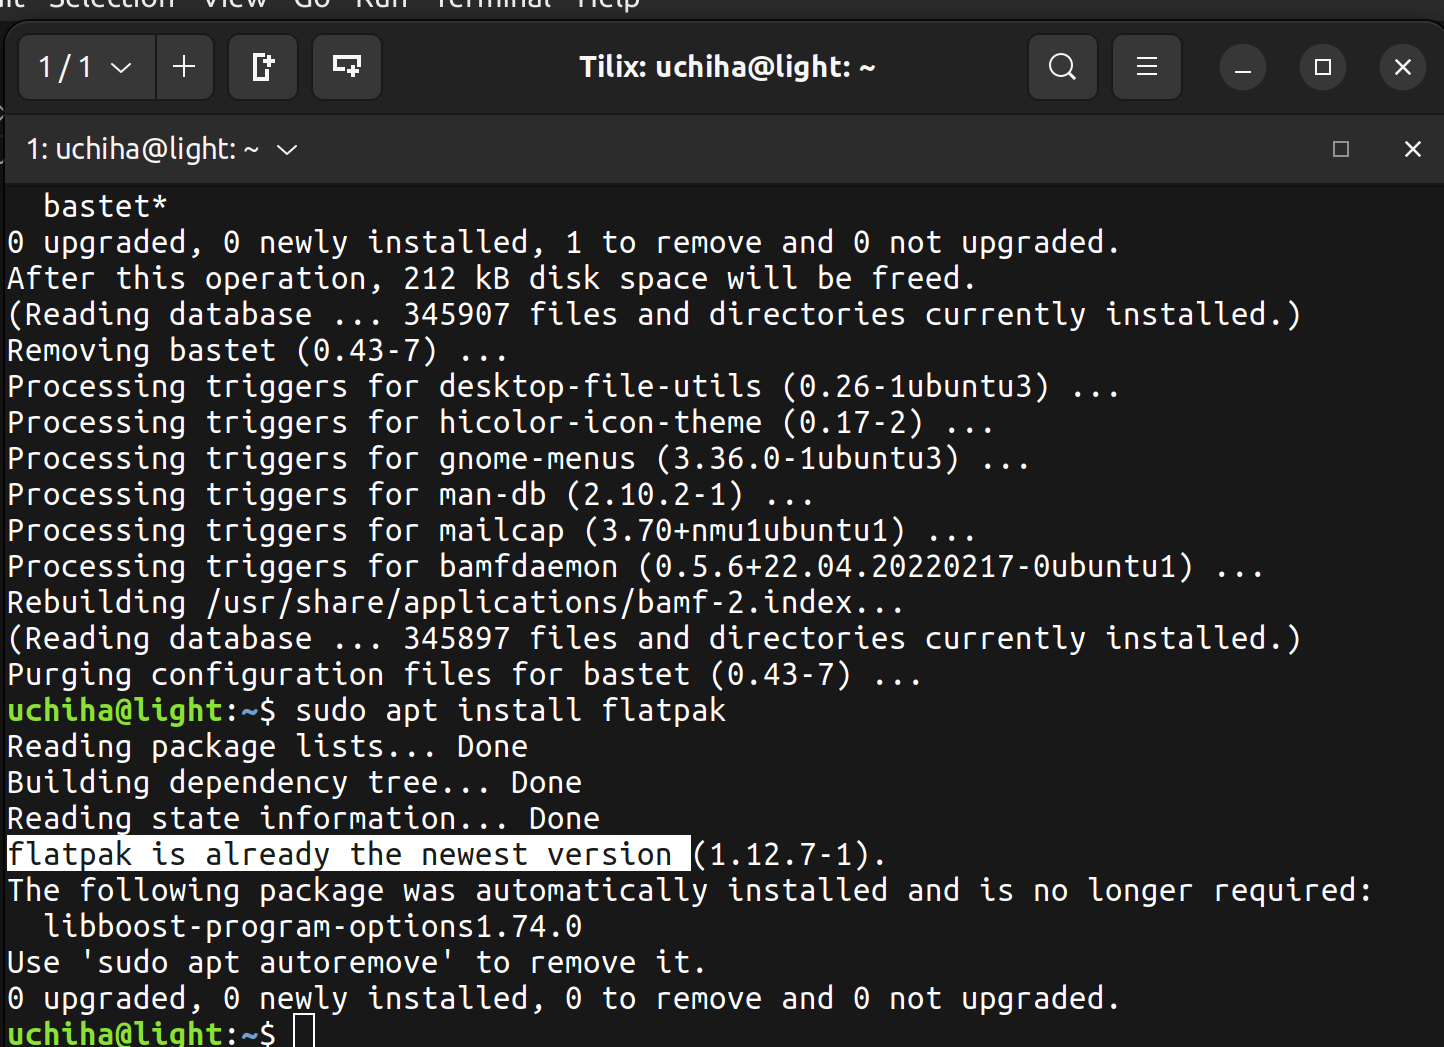 Selection View Go Run Terminal Help
1 / 1
Tilix: uchiha@light: ~
1: uchiha@light: ~
bastet*
0 upgraded, 0 newly installed, 1 to remove and 0 not upgraded.
After this operation, 212 kB disk space will be freed.
(Reading database ... 345907 files and directories currently installed.)
Removing bastet (0.43-7) ...
Processing triggers for desktop-file-utils (0.26-1ubuntu3) ...
Processing triggers for hicolor-icon-theme (0.17-2) ...
Processing triggers for gnome-menus (3.36.0-1ubuntu3) ...
Processing triggers for man-db (2.10.2-1) ...
Processing triggers for mailcap (3.70+nmu1ubuntu1) ...
Processing triggers for bamfdaemon (0.5.6+22.04.20220217-0ubuntu1) ...
Rebuilding /usr/share/applications/bamf-2.index...
(Reading database ... 345897 files and directories currently installed.)
Purging configuration files for bastet (0.43-7) ...
uchiha@light:~$ sudo apt install flatpak
Reading package lists... Done
Building dependency tree... Done
Reading state information... Done
flatpak is already the newest version (1.12.7-1).
The following package was automatically installed and is no longer required:
libboost-program-options1.74.0
Use 'sudo apt autoremove' to remove it.
0 upgraded, 0 newly installed, 0 to remove and 0 not upgraded.
uchiha@light:~$